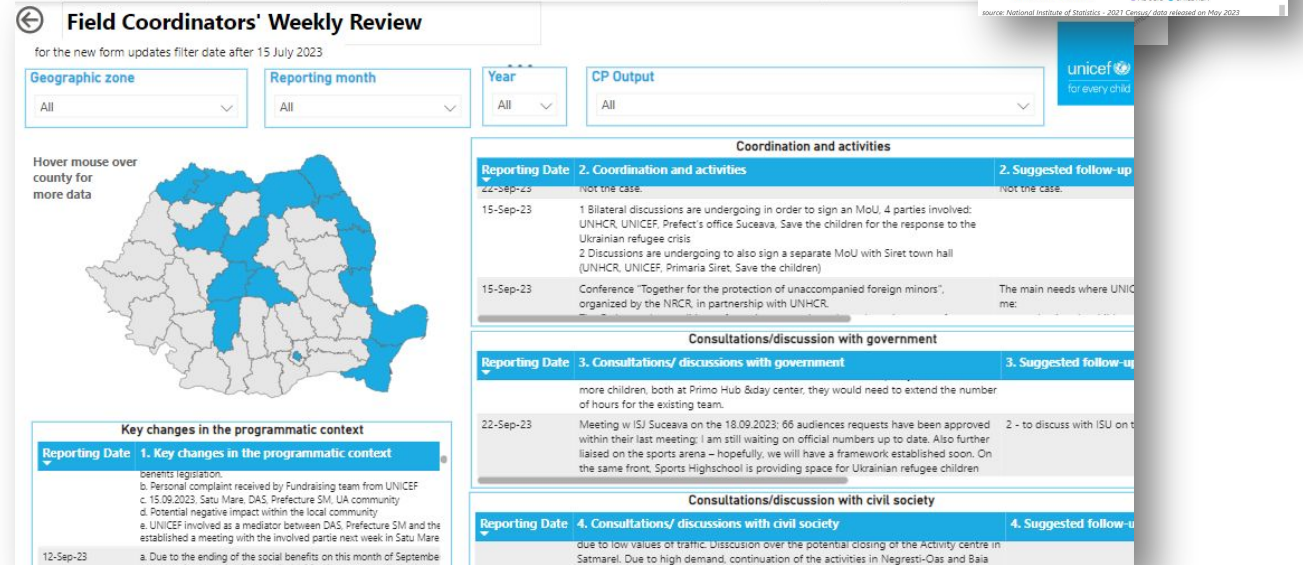 source: National Institute of Statistics - 2021 Census/ data released on May 2023
Field Coordinators' Weekly Review
for the new form updates filter date after 15 July 2023
Geographic zone
All
Reporting month
All
Year
All
CP Output
All
unicef
for every child
Hover mouse over
county for
more data
Coordination and activities
Reporting Date 2. Coordination and activities 2. Suggested follow-up
22-Sep-23 Not the case. Not the case.
15-Sep-23 1 Bilateral discussions are undergoing in order to sign an MoU, 4 parties involved:
UNHCR, UNICEF, Prefect's office Suceava, Save the children for the response to the
Ukrainian refugee crisis
2 Discussions are undergoing to also sign a separate MoU with Siret town hall
(UNHCR, UNICEF, Primaria Siret, Save the children)
15-Sep-23 Conference "Together for the protection of unaccompanied foreign minors", The main needs where UNIC
organized by the NRCR, in partnership with UNHCR. me:
Consultations/discussion with government
Reporting Date 3. Consultations/ discussions with government 3. Suggested follow-up
more children, both at Primo Hub &day center, they would need to extend the number
of hours for the existing team.
22-Sep-23 Meeting w ISJ Suceava on the 18.09.2023; 66 audiences requests have been approved 2 - to discuss with ISU on t
within their last meeting; I am still waiting on official numbers up to date. Also further
liaised on the sports arena – hopefully, we will have a framework established soon. On
the same front, Sports Highschool is providing space for Ukrainian refugee children
Key changes in the programmatic context
Reporting Date 1. Key changes in the programmatic context
benefits legislation.
b. Personal complaint received by Fundraising team from UNICEF
c. 15.09.2023, Satu Mare, DAS, Prefecture SM, UA community
d. Potential negative impact within the local community
e. UNICEF involved as a mediator between DAS, Prefecture SM and the
established a meeting with the involved partie next week in Satu Mare
12-Sep-23 a. Due to the ending of the social benefits on this month of Septembe
Consultations/discussion with civil society
Reporting Date 4. Consultations/ discussions with civil society 4. Suggested follow-u
due to low values of traffic. Disscusion over the potential closing of the Activity centre in
Satmarel. Due to high demand, continuation of the activities in Negresti-Oas and Baia